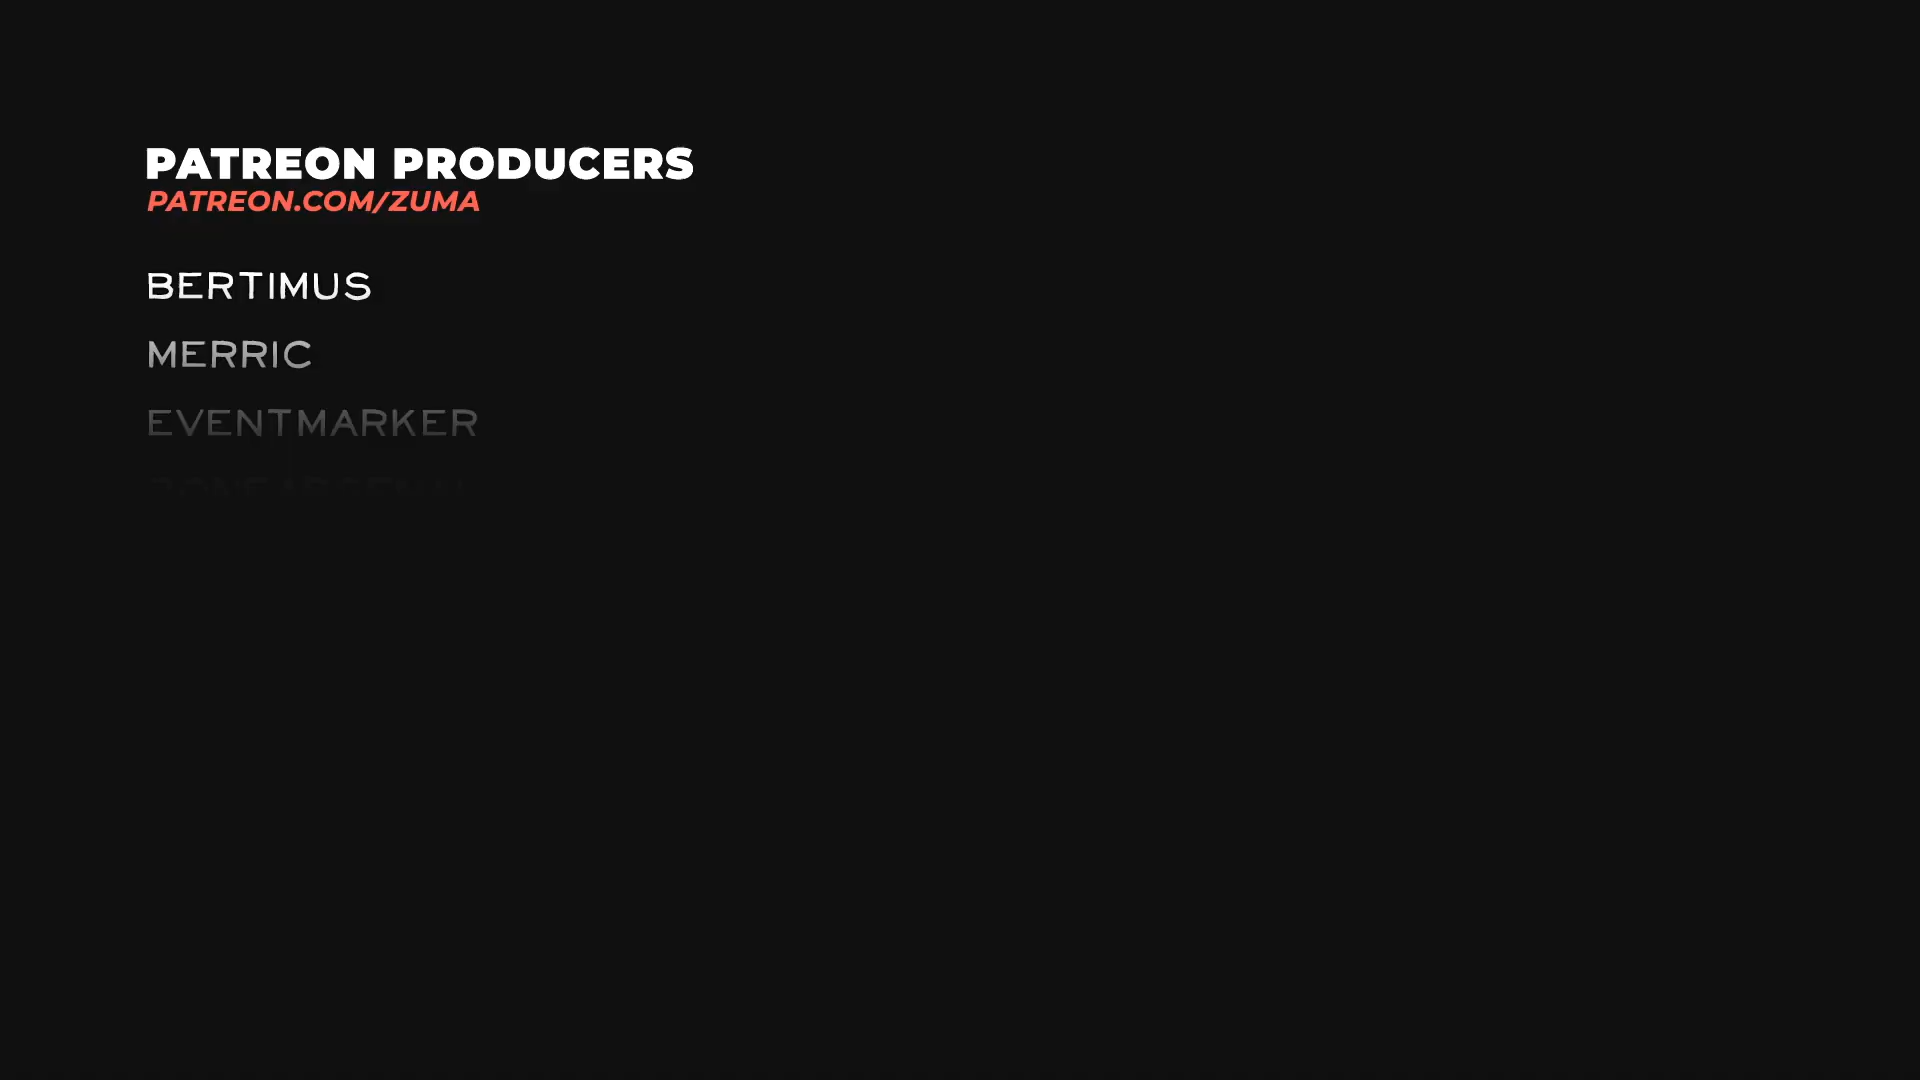 PATREON PRODUCERS
PATREON.COM/ZUMA
BERTIMUS
MERRIC
EVENTMARKER